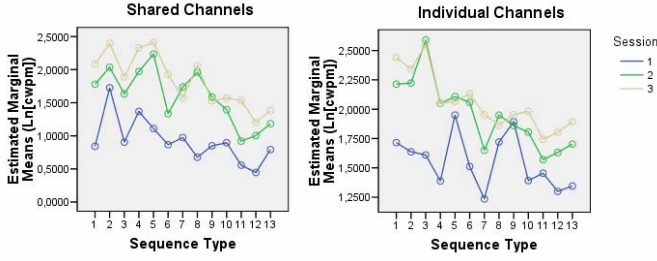 Shared Channels
Estimated Marginal
Means (Ln[cwpm])
2,5000
2,0000
1,5000
1,0000
0,5000
0,0000
1 2 3 4 5 6 7 8 9 10 11 12 13
Sequence Type
Individual Channels
Estimated Marginal
Means (Ln[cwpm])
2,5000
2,2500
2,0000
1,7500
1,5000
1,2500
1 2 3 4 5 6 7 8 9 10 11 12 13
Sequence Type
Session
1
2
3